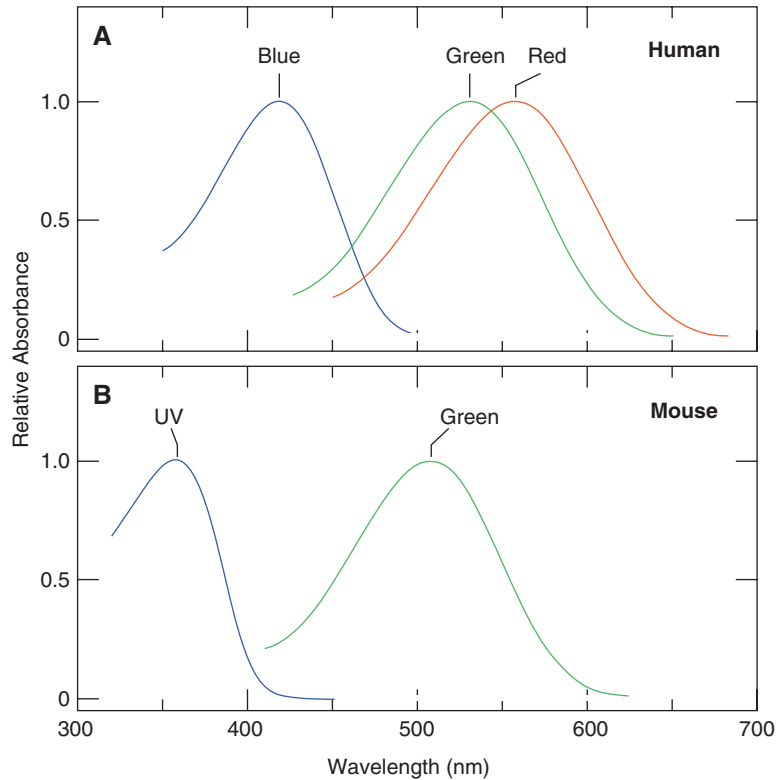 A
Human
Blue
Green
Red
1.0
0.5
0
Relative Absorbance
B
Mouse
UV
Green
1.0
0.5
0
300
400
500
600
700
Wavelength (nm)